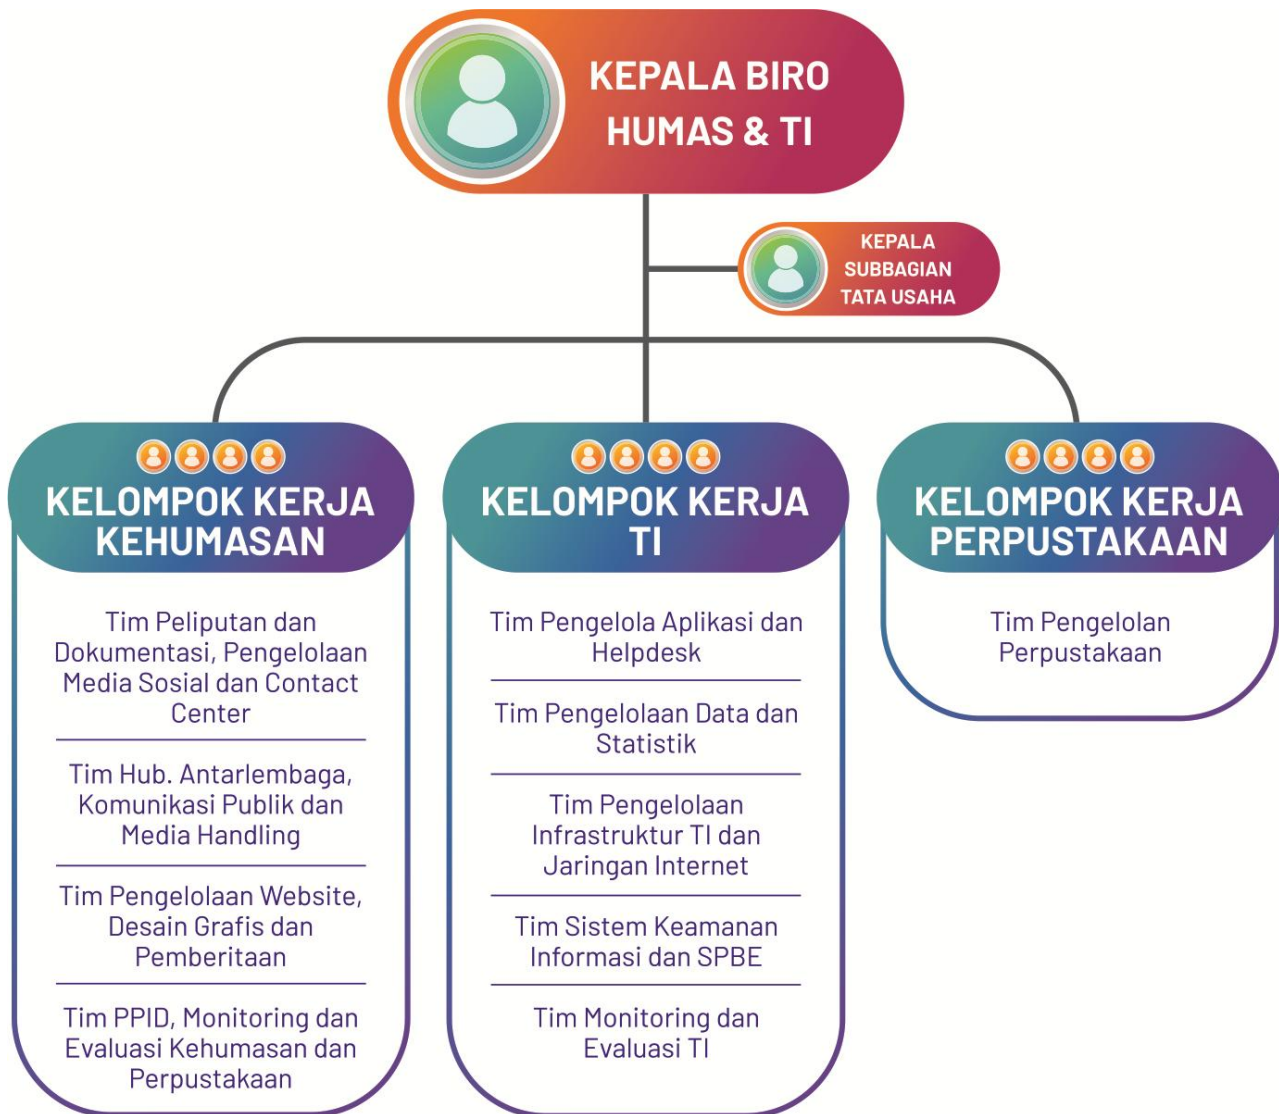 KEPALA BIRO
HUMAS & TI
KEPALA
SUBBAGIAN
TATA USAHA
KELOMPOK KERJA
KEHUMASAN
Tim Peliputan dan
Dokumentasi, Pengelolaan
Media Sosial dan Contact
Center
Tim Hub. Antarlembaga,
Komunikasi Publik dan
Media Handling
Tim Pengelolaan Website,
Desain Grafis dan
Pemberitaan
Tim PPID, Monitoring dan
Evaluasi Kehumasan dan
Perpustakaan
KELOMPOK KERJA
TI
Tim Pengelola Aplikasi dan
Helpdesk
Tim Pengelolaan Data dan
Statistik
Tim Pengelolaan
Infrastruktur TI dan
Jaringan Internet
Tim Sistem Keamanan
Informasi dan SPBE
Tim Monitoring dan
Evaluasi TI
KELOMPOK KERJA
PERPUSTAKAAN
Tim Pengelolan
Perpustakaan